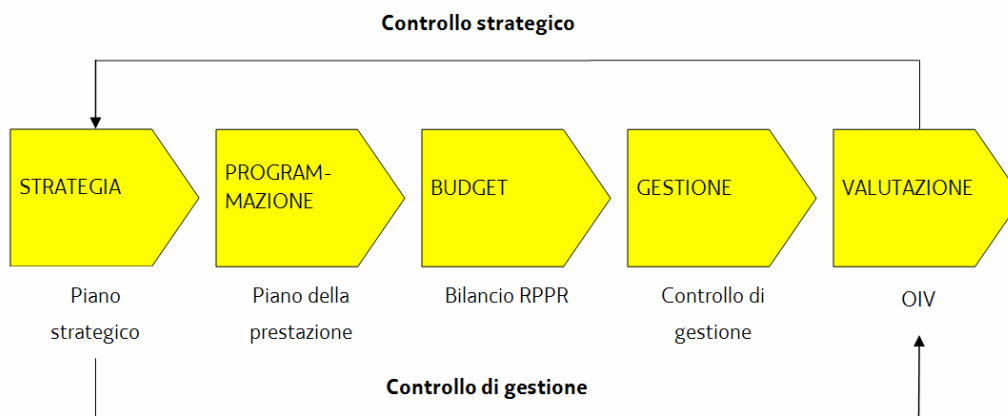 Controllo strategico
STRATEGIA
PROGRAM-
MAZIONE
BUDGET
GESTIONE
VALUTAZIONE
Piano
strategico
Piano della
prestazione
Bilancio RPPR
Controllo di
gestione
OIV
Controllo di gestione